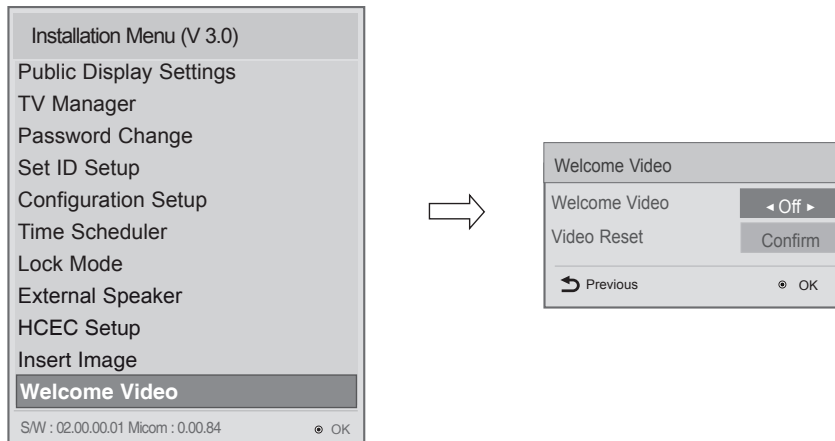 Installation Menu (V 3.0)
Public Display Settings
TV Manager
Password Change
Set ID Setup
Configuration Setup
Time Scheduler
Lock Mode
External Speaker
HCEC Setup
Insert Image
Welcome Video
S/W : 02.00.00.01 Micom : 0.00.84 ◉ OK
Welcome Video
Welcome Video ◄ Off ►
Video Reset Confirm
Previous ◉ OK